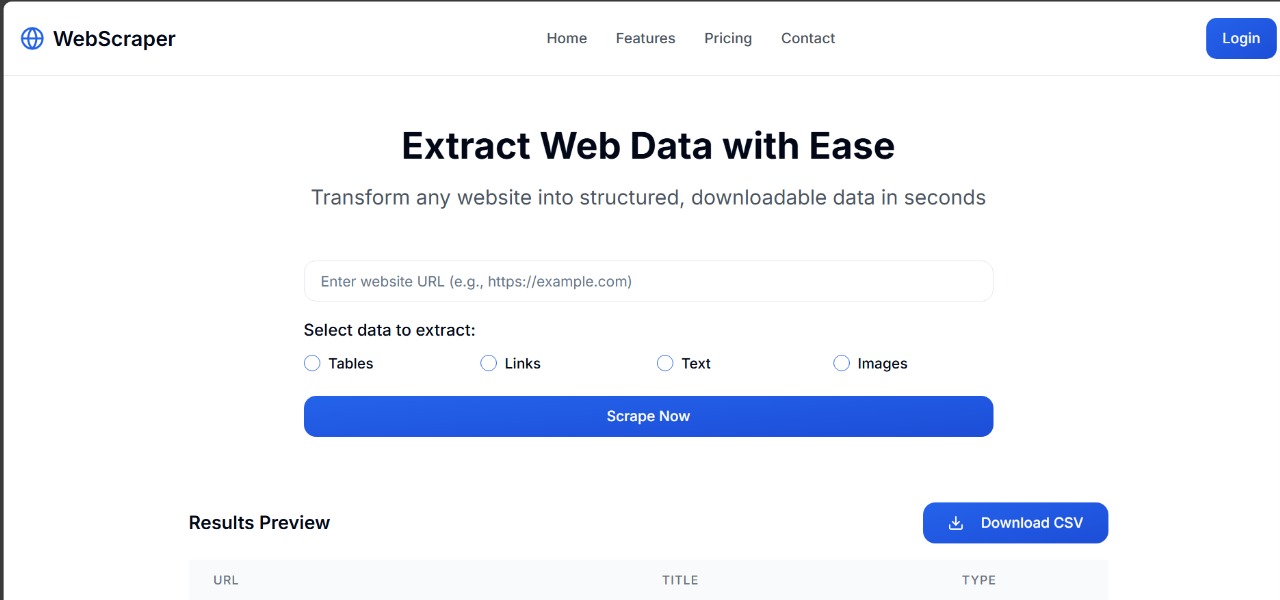 WebScraper
Home Features Pricing Contact
Login
Extract Web Data with Ease
Transform any website into structured, downloadable data in seconds
Enter website URL (e.g., https://example.com)
Select data to extract:
Tables Links Text Images
Scrape Now
Results Preview
Download CSV
URL TITLE TYPE